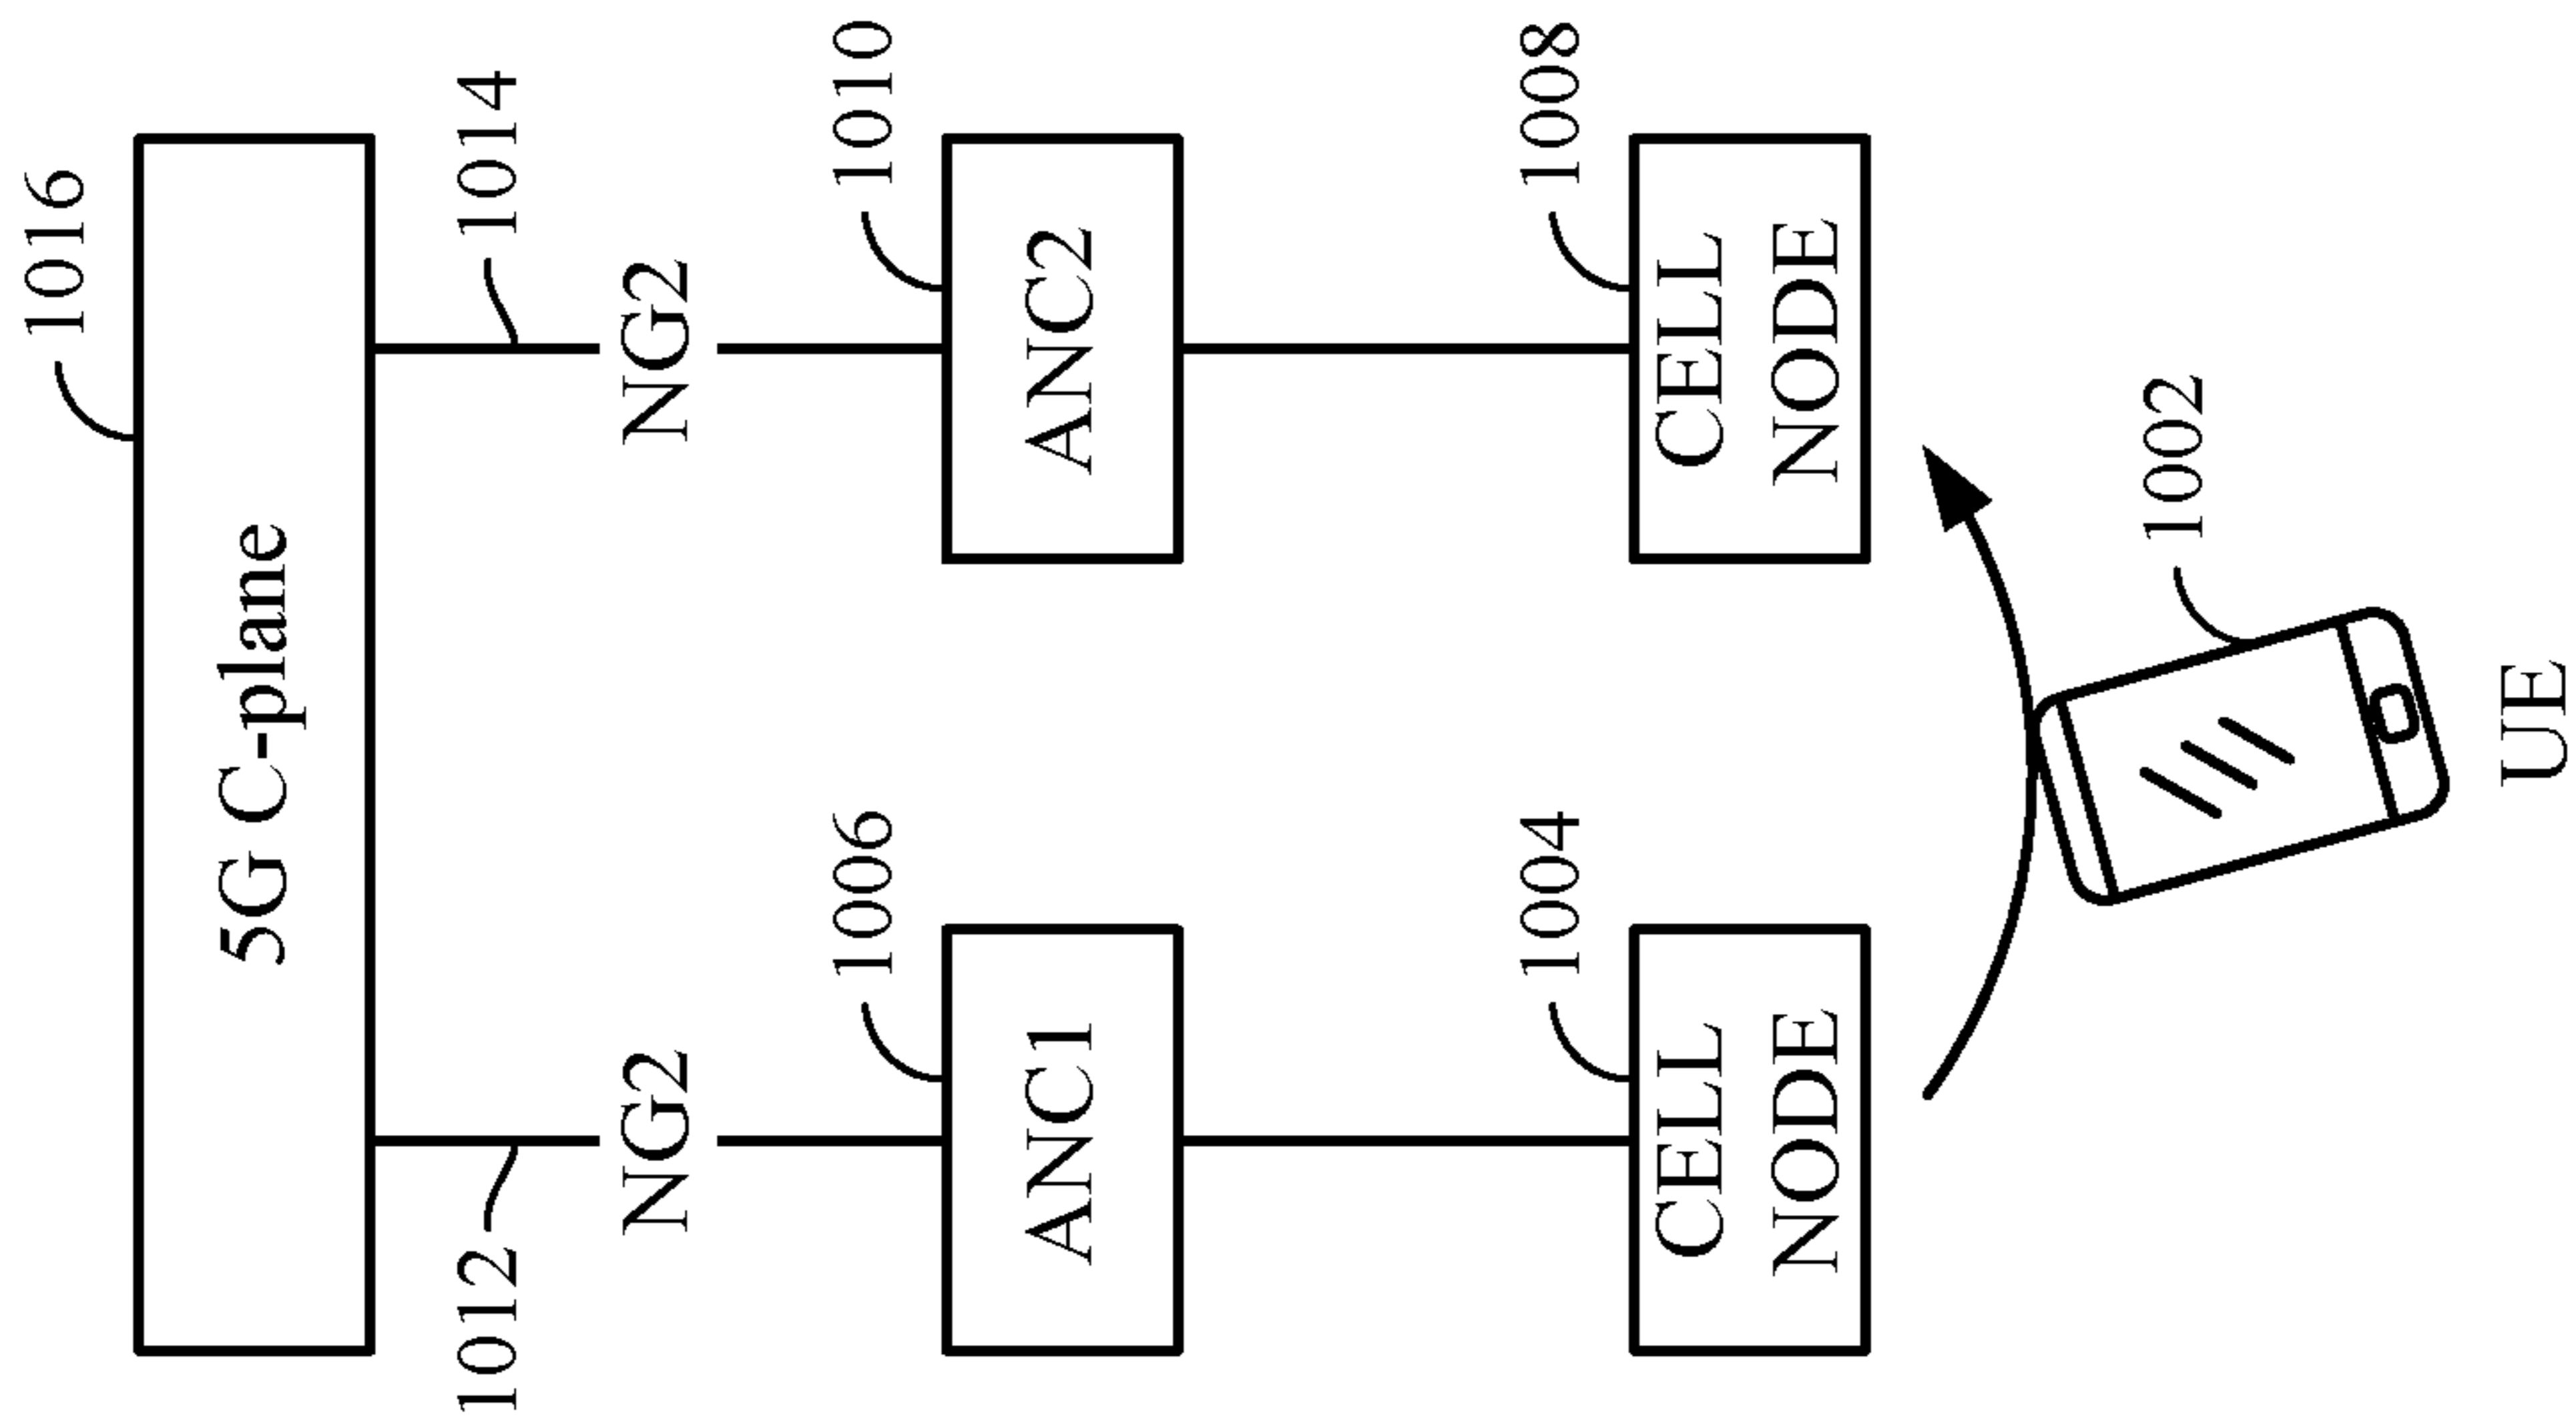 1016
5G C-plane
1012
1014
NG2
NG2
1006
1010
ANC1
ANC2
1004
1008
CELL
NODE
CELL
NODE
1002
UE